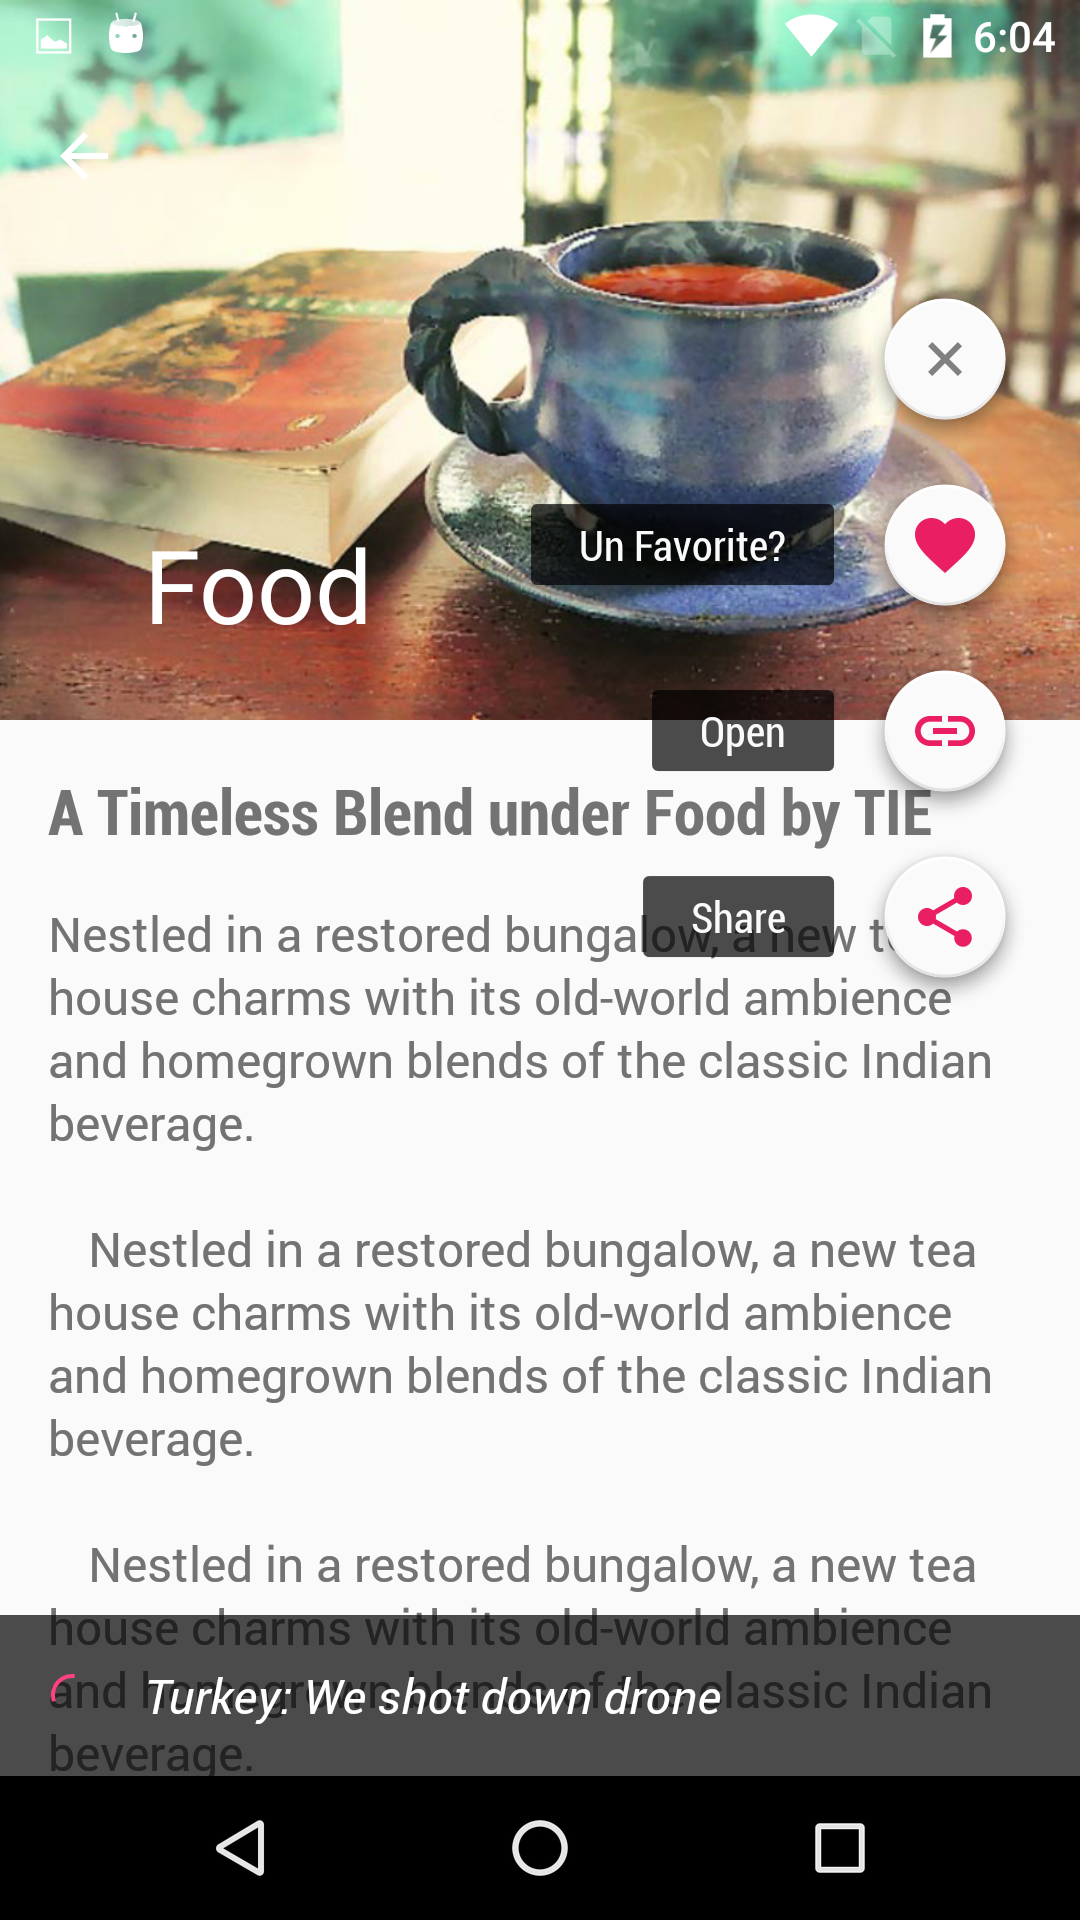 6:04
Un Favorite?
Food
Open
A Timeless Blend under Food by TIE
Share
Nestled in a restored bungalow, a new
house charms with its old-world ambience
and homegrown blends of the classic Indian
beverage.
Nestled in a restored bungalow, a new tea
house charms with its old-world ambience
and homegrown blends of the classic Indian
beverage.
Nestled in a restored bungalow, a new tea
house charms with its old-world ambience
and homegrown blends of the classic Indian
Turkey: We shot down drone
beverage.